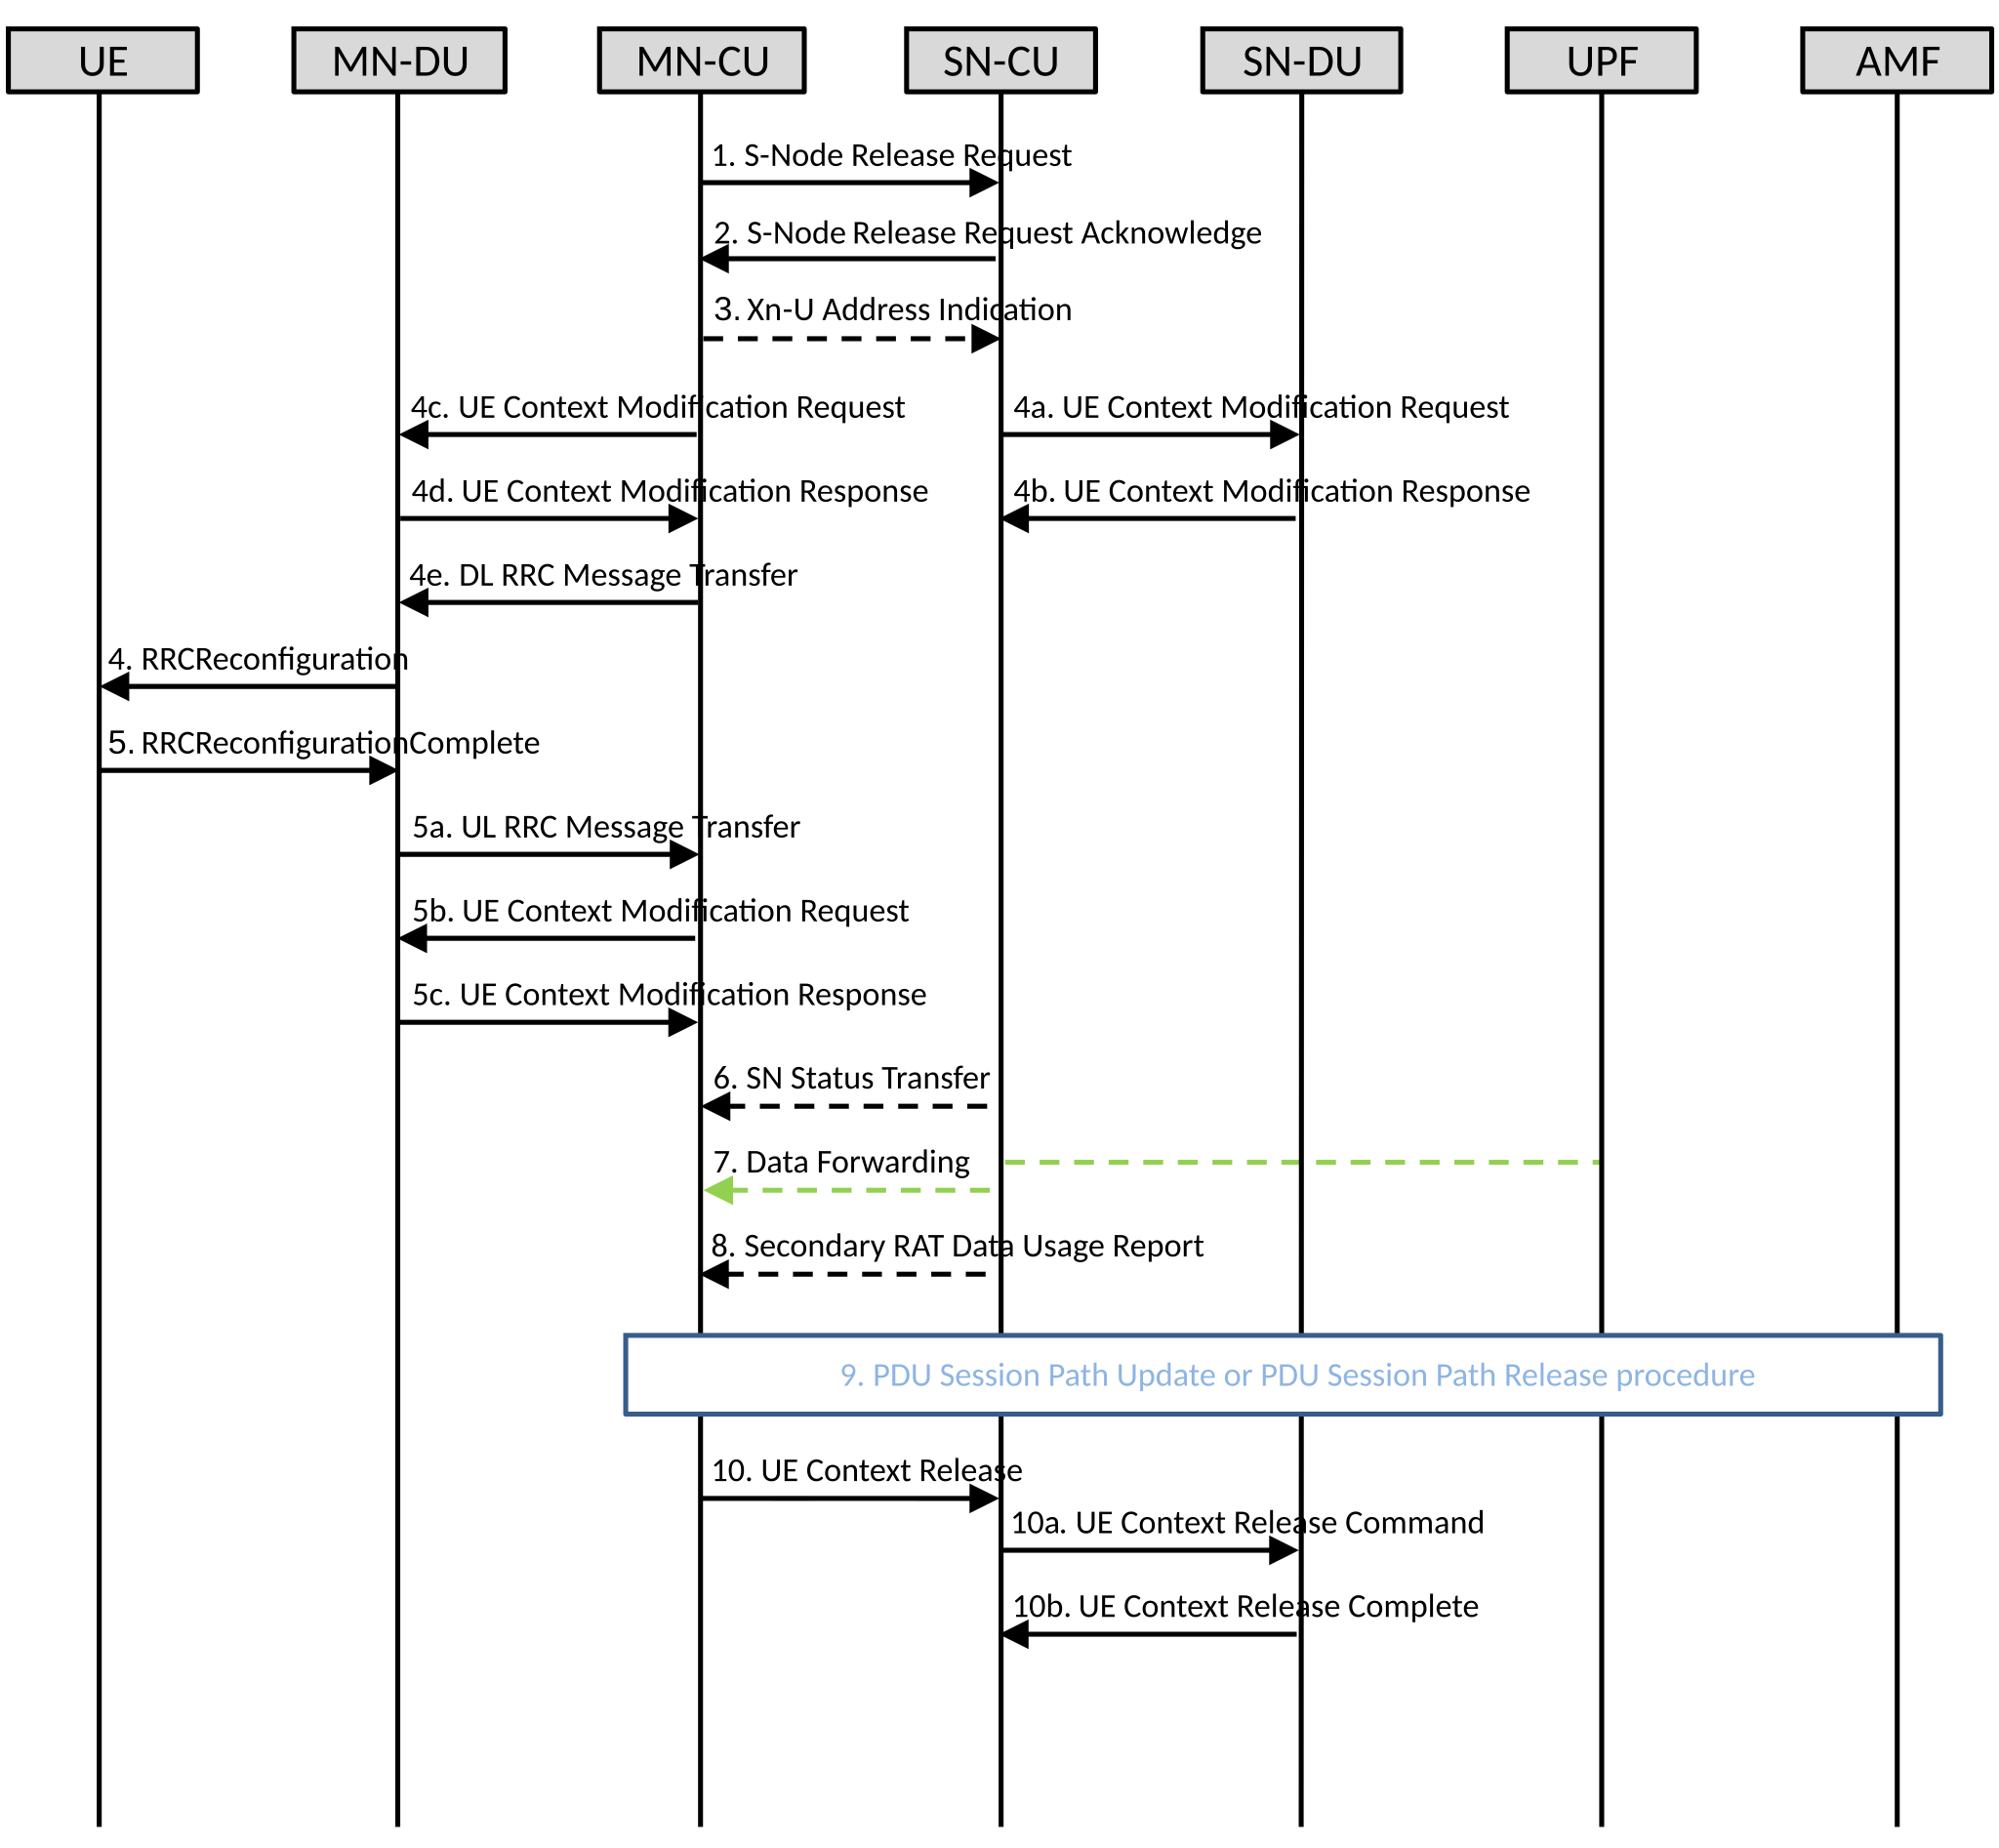 UE
MN-DU
MN-CU
SN-CU
SN-DU
UPF
AMF
1. S-Node Release Request
2. S-Node Release Request Acknowledge
3. Xn-U Address Indication
4c. UE Context Modification Request
4a. UE Context Modification Request
4d. UE Context Modification Response
4b. UE Context Modification Response
4e. DL RRC Message Transfer
4. RRCReconfiguration
5. RRCReconfigurationComplete
5a. UL RRC Message Transfer
5b. UE Context Modification Request
5c. UE Context Modification Response
6. SN Status Transfer
7. Data Forwarding
8. Secondary RAT Data Usage Report
9. PDU Session Path Update or PDU Session Path Release procedure
10. UE Context Release
10a. UE Context Release Command
10b. UE Context Release Complete